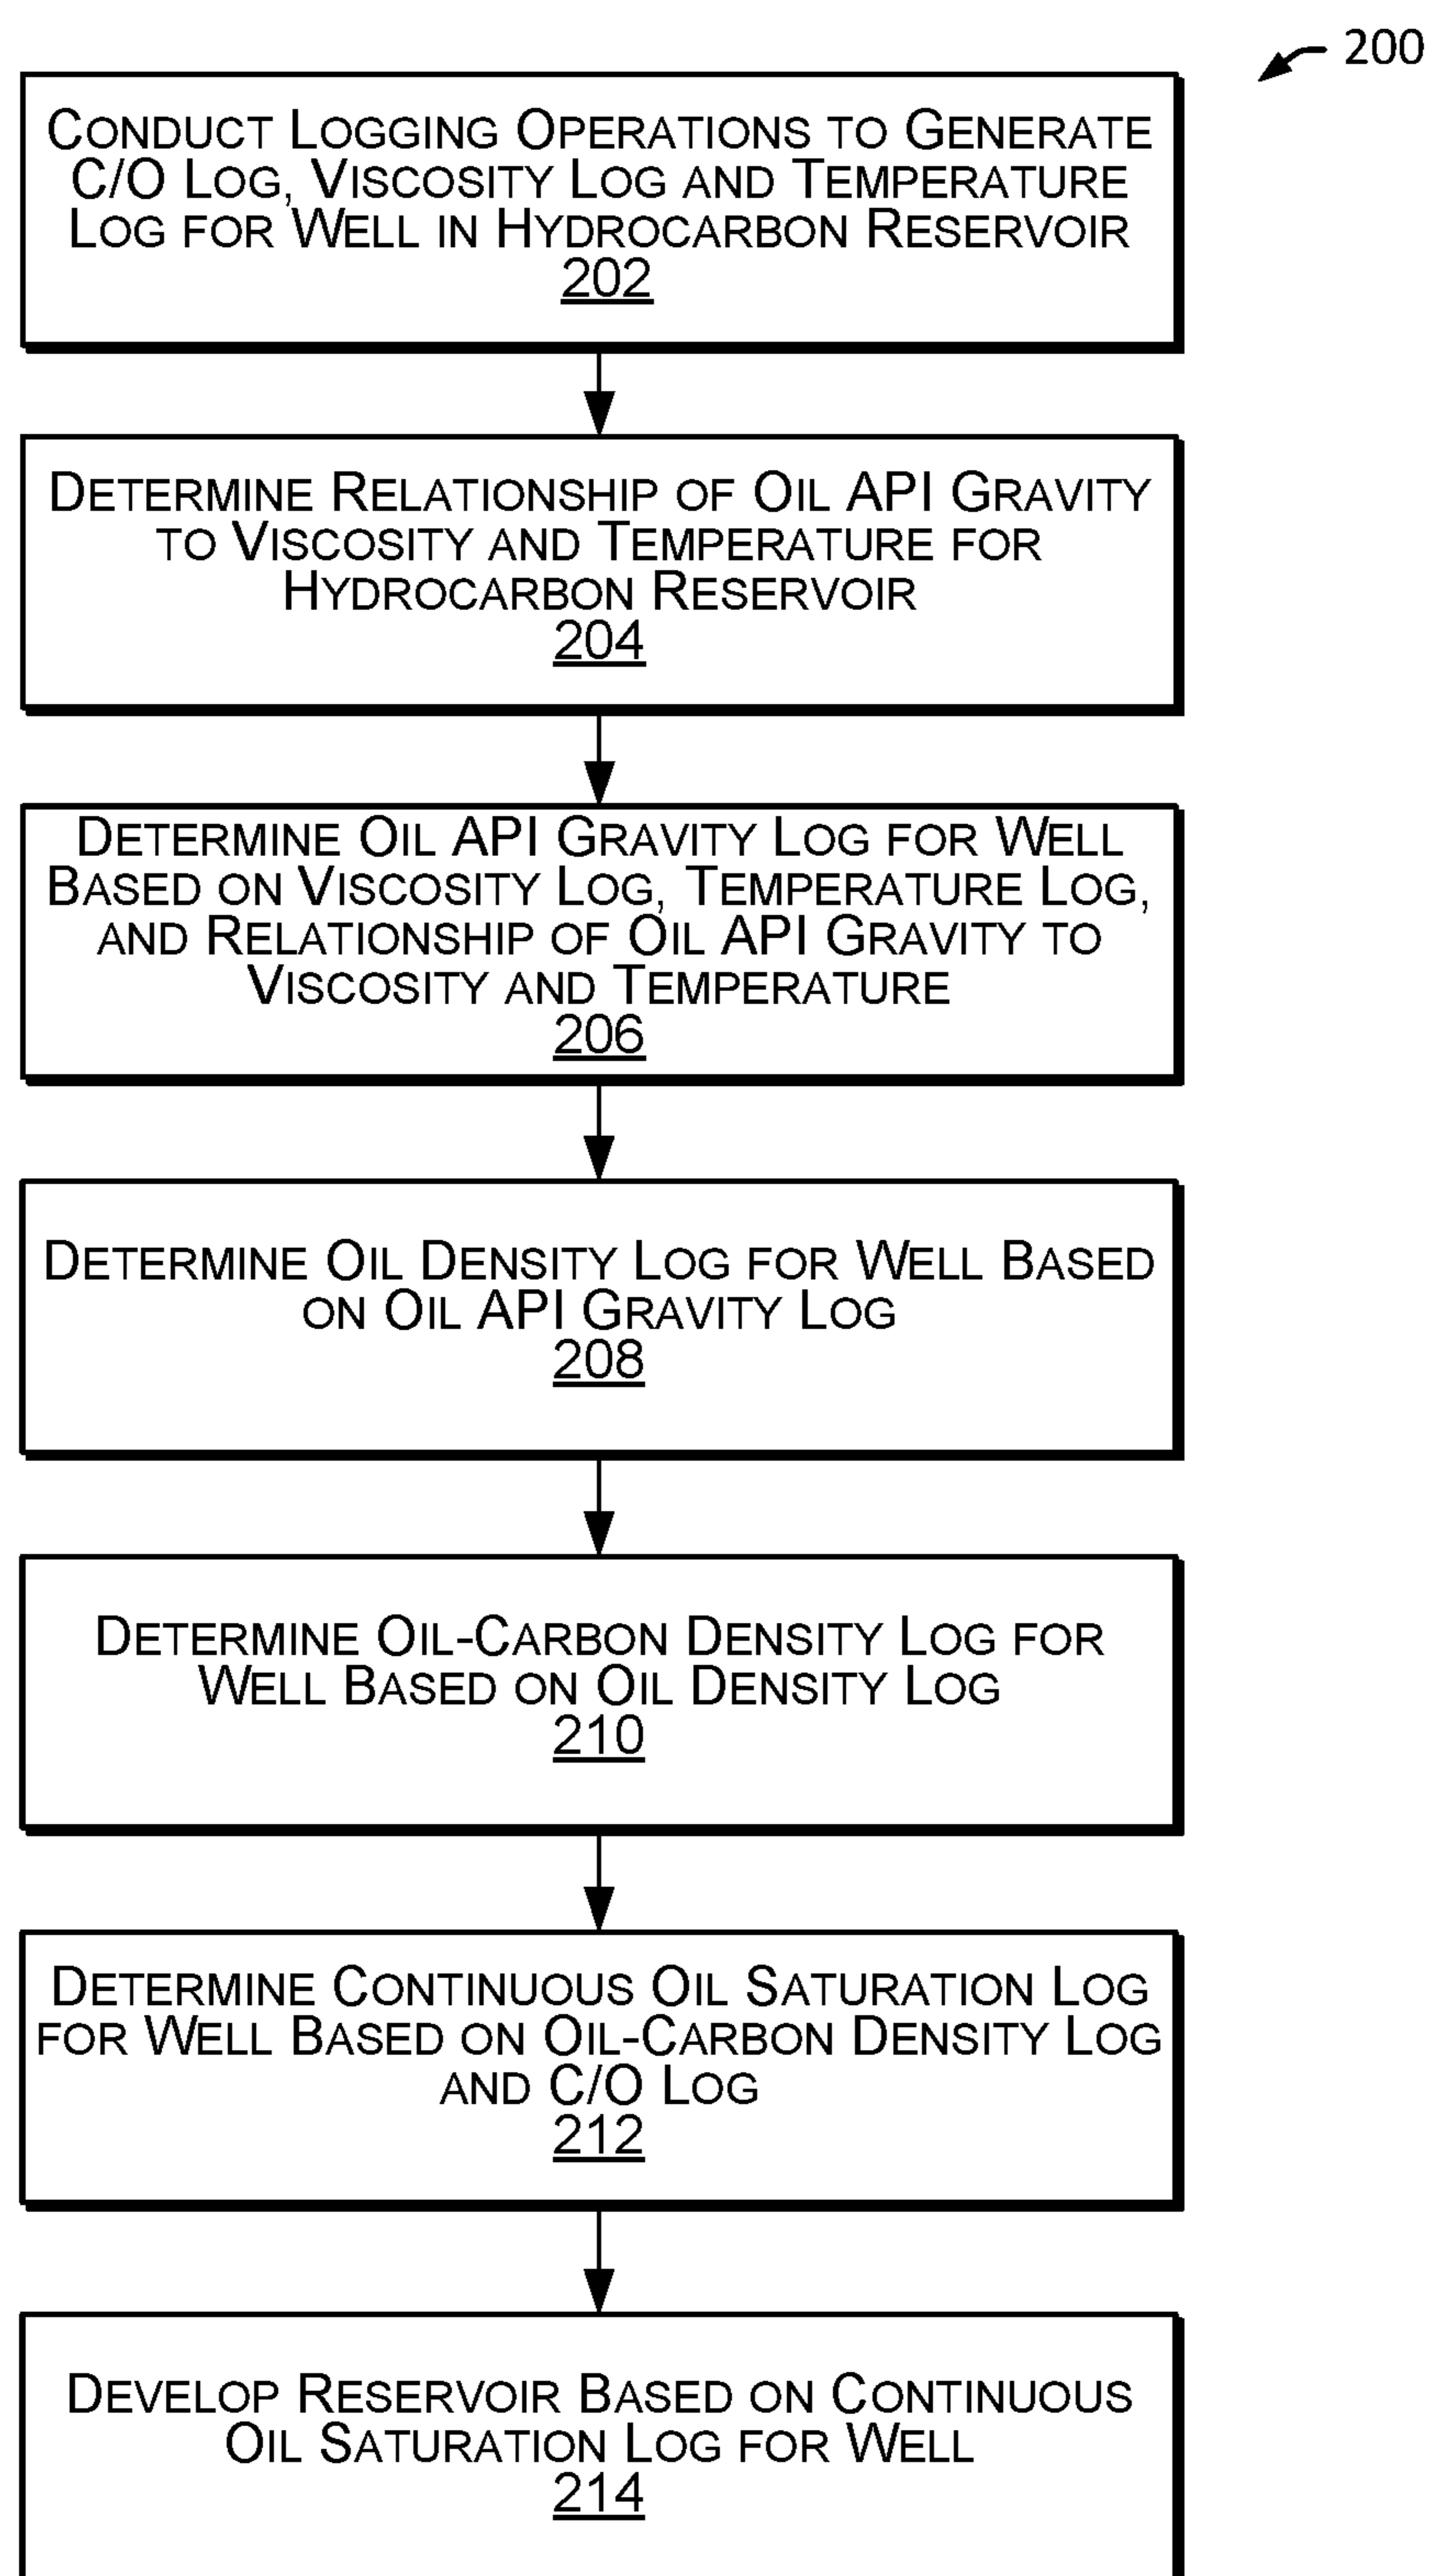 200
CONDUCT LOGGING OPERATIONS TO GENERATE
C/O LOG, VISCOSITY LOG AND TEMPERATURE
LOG FOR WELL IN HYDROCARBON RESERVOIR
202
DETERMINE RELATIONSHIP OF OIL API GRAVITY
TO VISCOSITY AND TEMPERATURE FOR
HYDROCARBON RESERVOIR
204
DETERMINE OIL API GRAVITY LOG FOR WELL
BASED ON VISCOSITY LOG, TEMPERATURE LOG,
AND RELATIONSHIP OF OIL API GRAVITY TO
VISCOSITY AND TEMPERATURE
206
DETERMINE OIL DENSITY LOG FOR WELL BASED
ON OIL API GRAVITY LOG
208
DETERMINE OIL-CARBON DENSITY LOG FOR
WELL BASED ON OIL DENSITY LOG
210
DETERMINE CONTINUOUS OIL SATURATION LOG
FOR WELL BASED ON OIL-CARBON DENSITY LOG
AND C/O LOG
212
DEVELOP RESERVOIR BASED ON CONTINUOUS
OIL SATURATION LOG FOR WELL
214